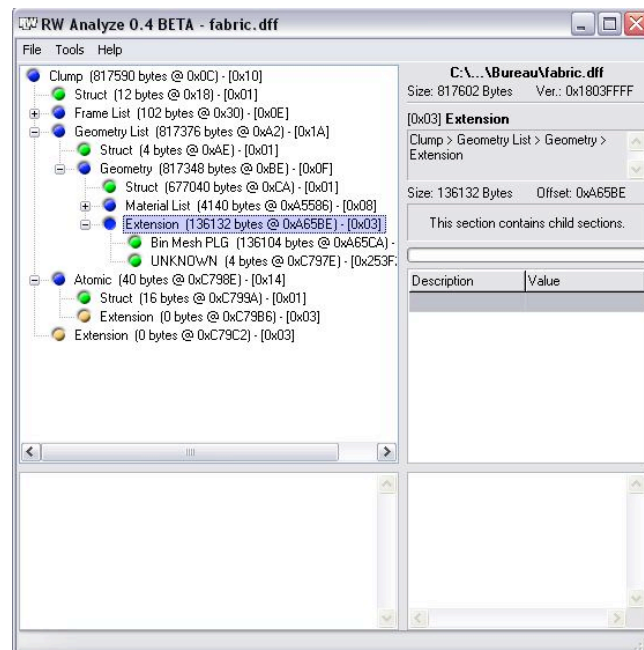 RW Analyze 0.4 BETA - fabric.dff
File Tools Help
Clump (817590 bytes @ 0x0C) - [0x10]
Struct (12 bytes @ 0x18) - [0x01]
Frame List (102 bytes @ 0x30) - [0x0E]
Geometry List (817376 bytes @ 0xA2) - [0x1A]
Struct (4 bytes @ 0xAE) - [0x01]
Geometry (817348 bytes @ 0xBE) - [0x0F]
Struct (677040 bytes @ 0xCA) - [0x01]
Material List (4140 bytes @ 0xA5586) - [0x08]
Extension (136132 bytes @ 0xA65BE) - [0x03]
Bin Mesh PLG (136104 bytes @ 0xA65CA) -
UNKNOWN (4 bytes @ 0xC797E) - [0x253F
Atomic (40 bytes @ 0xC798E) - [0x14]
Struct (16 bytes @ 0xC799A) - [0x01]
Extension (0 bytes @ 0xC79B6) - [0x03]
Extension (0 bytes @ 0xC79C2) - [0x03]
C:\...\Bureau\fabric.dff
Size: 817602 Bytes Ver.: 0x1803FFFF
[0x03] Extension
Clump > Geometry List > Geometry >
Extension
Size: 136132 Bytes Offset: 0xA65BE
This section contains child sections.
Description Value